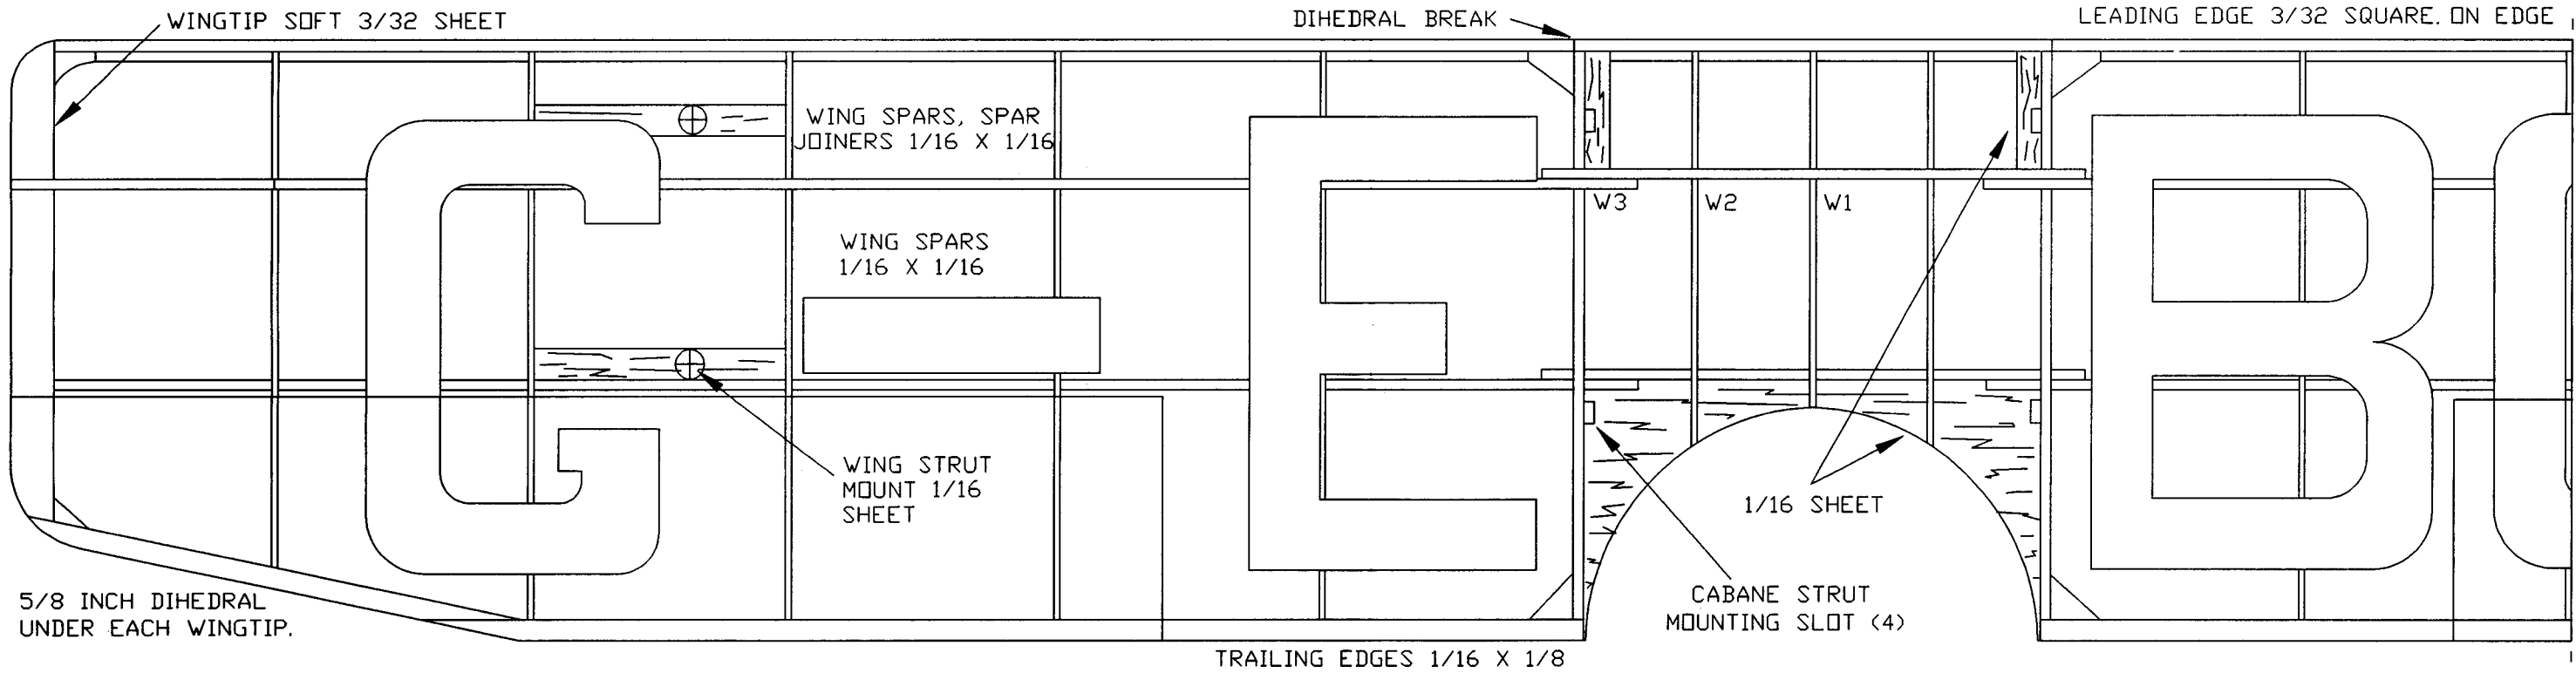 WINGTIP SOFT 3/32 SHEET
DIHEDRAL BREAK
LEADING EDGE 3/32 SQUARE. ON EDGE
WING SPARS, SPAR
JOINERS 1/16 X 1/16
W3
W2
W1
WING SPARS
1/16 X 1/16
G-E
B
WING STRUT
MOUNT 1/16
SHEET
1/16 SHEET
5/8 INCH DIHEDRAL
UNDER EACH WINGTIP.
CABANE STRUT
MOUNTING SLOT (4)
TRAILING EDGES 1/16 X 1/8